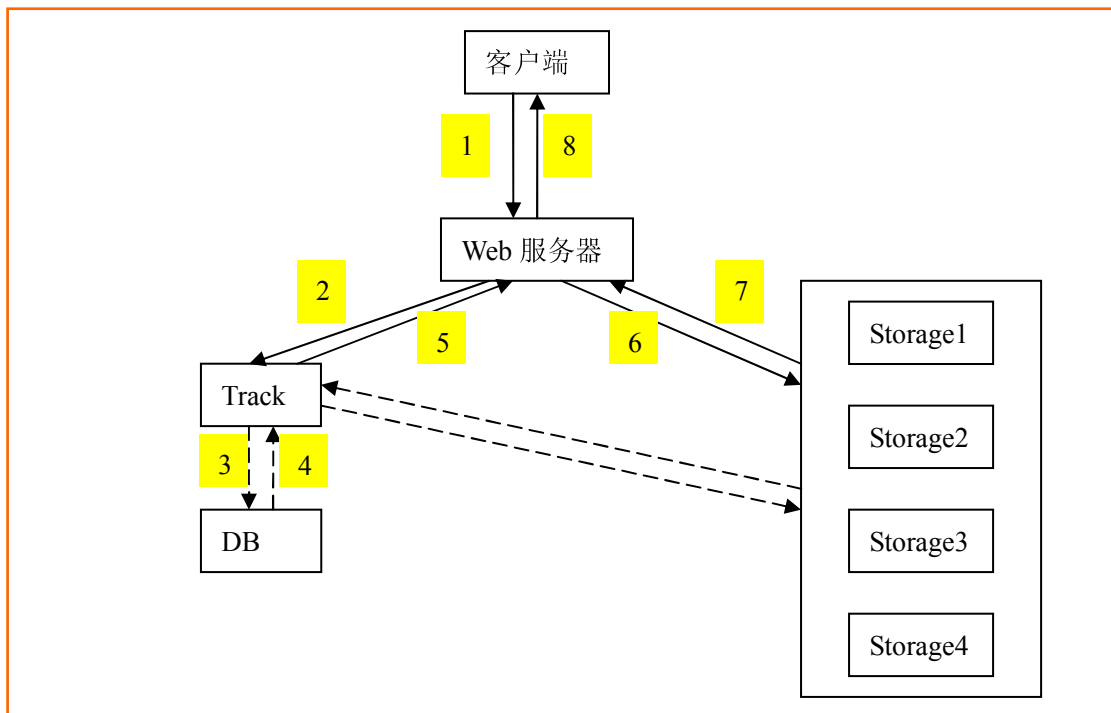 客户端
1
8
Web 服务器
2
7
5
6
Storage1
Track
Storage2
3
4
DB
Storage3
Storage4